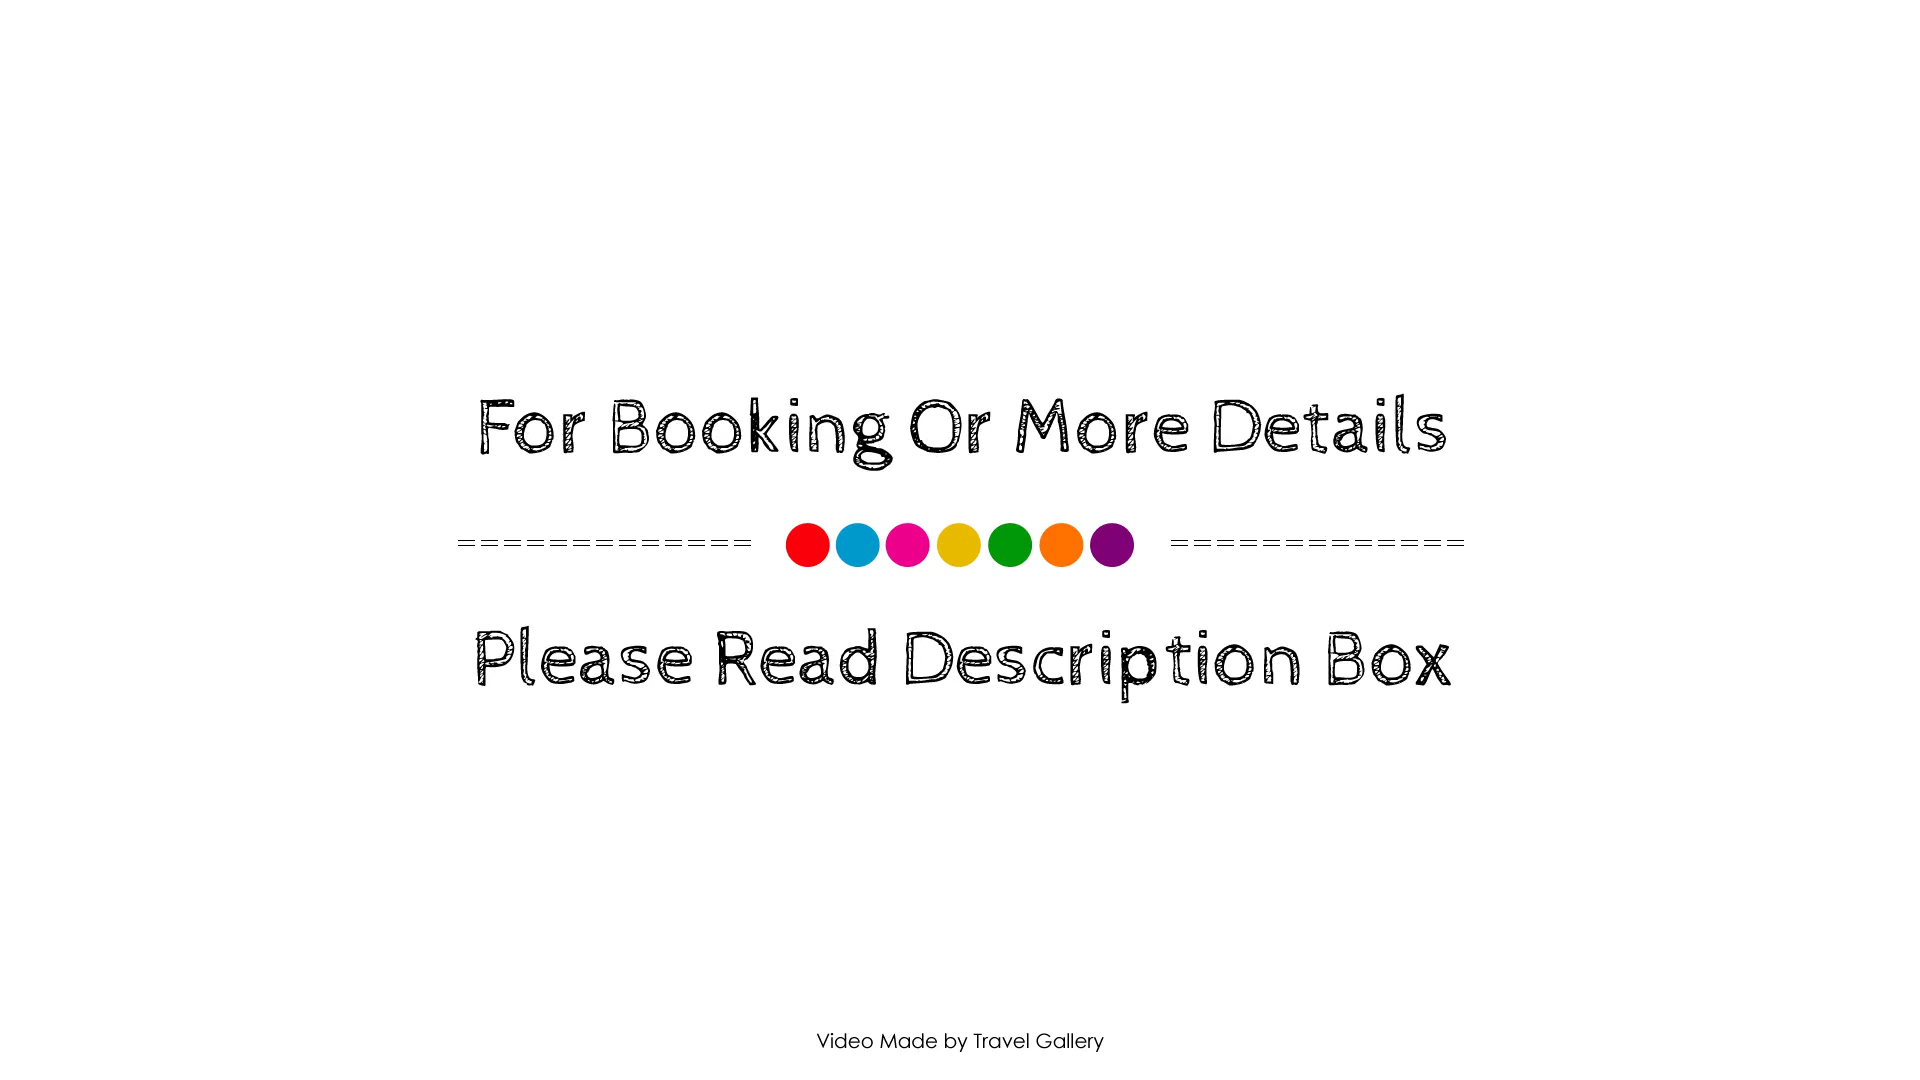 For Booking Or More Details
============= =============
Please Read Description Box
Video Made by Travel Gallery